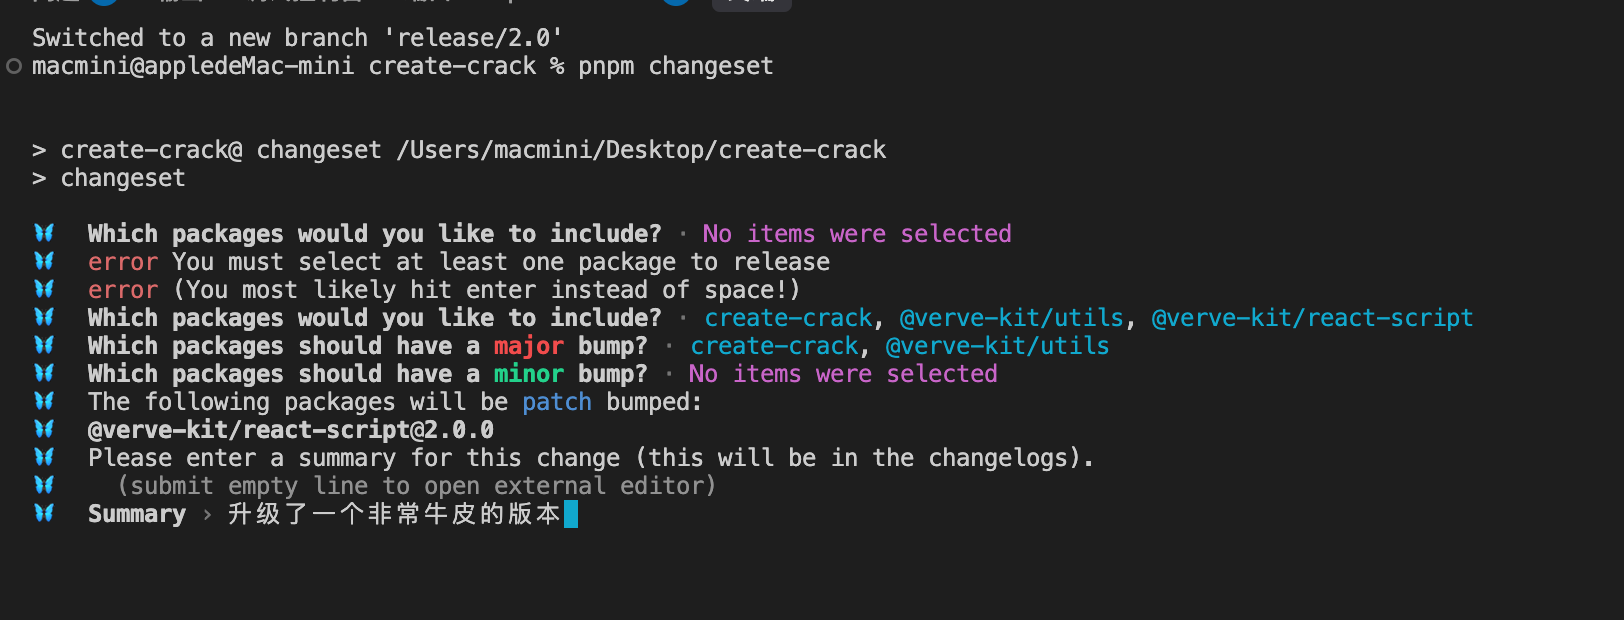 Switched to a new branch 'release/2.0'
macmini@appledeMac-mini create-crack % pnpm changeset
> create-crack@ changeset /Users/macmini/Desktop/create-crack
> changeset
Which packages would you like to include? · No items were selected
error You must select at least one package to release
error (You most likely hit enter instead of space!)
Which packages would you like to include? · create-crack, @verve-kit/utils, @verve-kit/react-script
Which packages should have a major bump? · create-crack, @verve-kit/utils
Which packages should have a minor bump? · No items were selected
The following packages will be patch bumped:
@verve-kit/react-script@2.0.0
Please enter a summary for this change (this will be in the changelogs).
(submit empty line to open external editor)
Summary › 升级了一个非常牛皮的版本